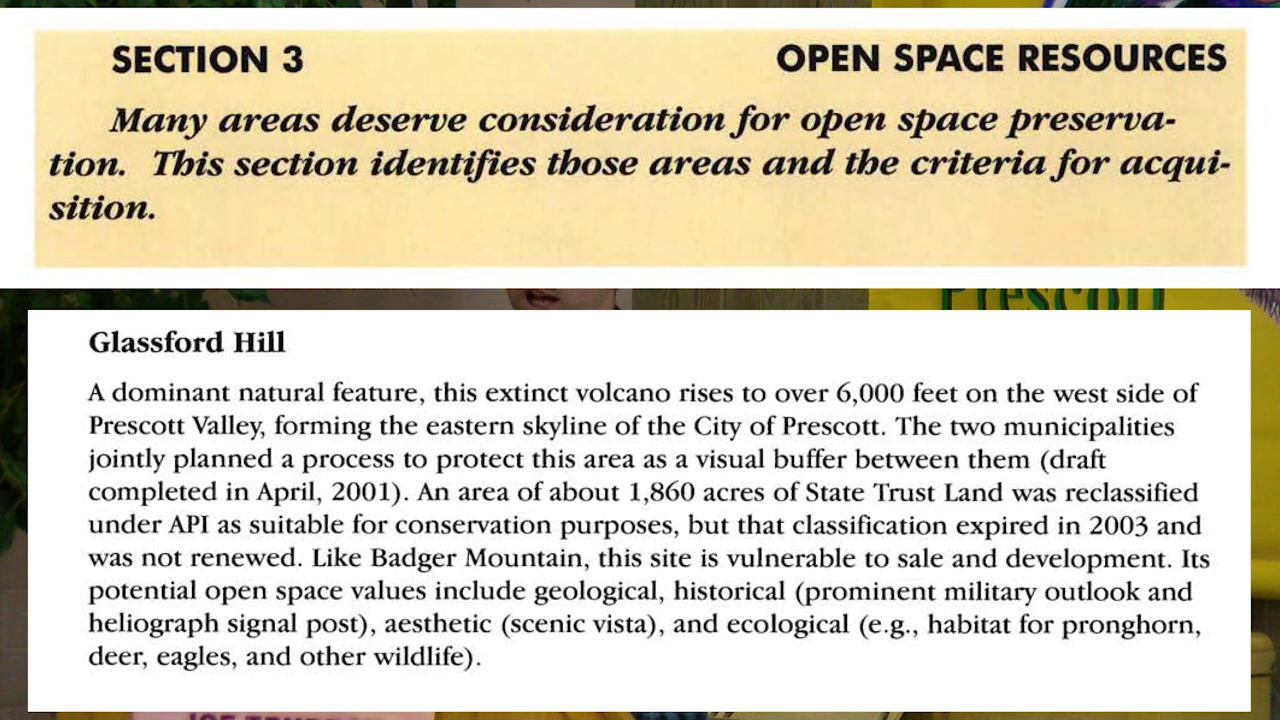 SECTION 3 OPEN SPACE RESOURCES
Many areas deserve consideration for open space preserva-
tion. This section identifies those areas and the criteria for acqui-
sition.
Prescott
Glassford Hill
A dominant natural feature, this extinct volcano rises to over 6,000 feet on the west side of
Prescott Valley, forming the eastern skyline of the City of Prescott. The two municipalities
jointly planned a process to protect this area as a visual buffer between them (draft
completed in April, 2001). An area of about 1,860 acres of State Trust Land was reclassified
under API as suitable for conservation purposes, but that classification expired in 2003 and
was not renewed. Like Badger Mountain, this site is vulnerable to sale and development. Its
potential open space values include geological, historical (prominent military outlook and
heliograph signal post), aesthetic (scenic vista), and ecological (e.g., habitat for pronghorn,
deer, eagles, and other wildlife).